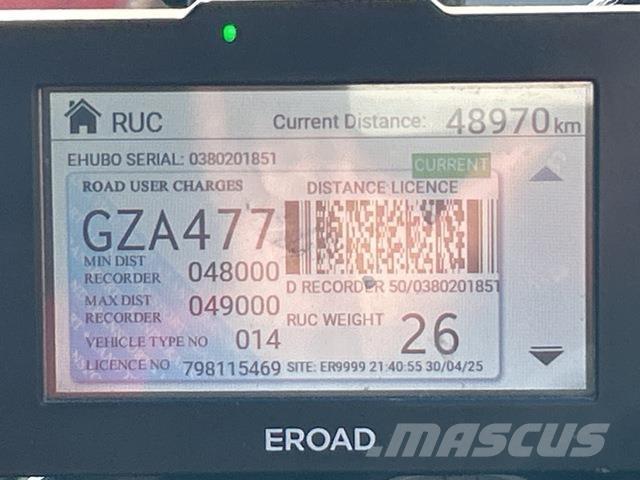 RUC Current Distance: 48970 km
EHUBO SERIAL: 0380201851
CURRENT
ROAD USER CHARGES DISTANCE LICENCE
GZA477
MIN DIST RECORDER 048000
D RECORDER 50/0380201851
MAX DIST RECORDER 049000
RUC WEIGHT 26
VEHICLE TYPE NO 014
LICENCE NO 798115469 SITE: ER9999 21:40:55 30/04/25
EROAD
MASCUS